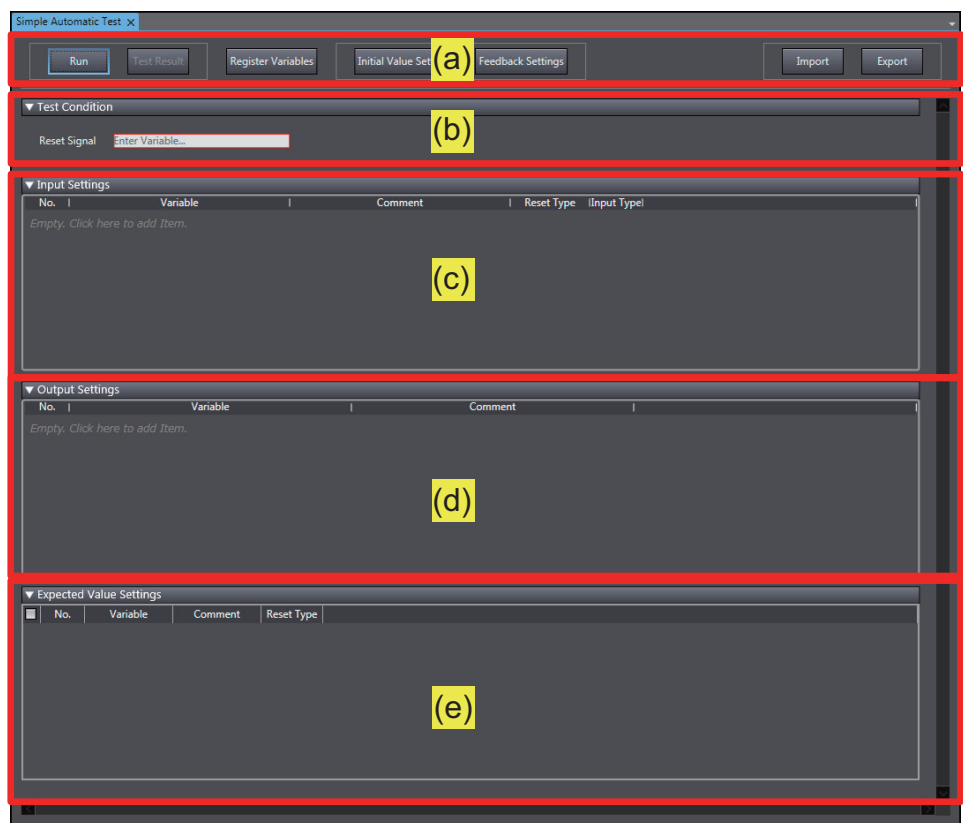 Simple Automatic Test
Run Test Result Register Variables Initial Value Set (a) Feedback Settings Import Export
Test Condition
Reset Signal Enter Variable... (b)
Input Settings
No. Variable Comment Reset Type Input Type
Empty. Click here to add Item.
(c)
Output Settings
No. Variable Comment
Empty. Click here to add Item.
(d)
Expected Value Settings
No. Variable Comment Reset Type
(e)